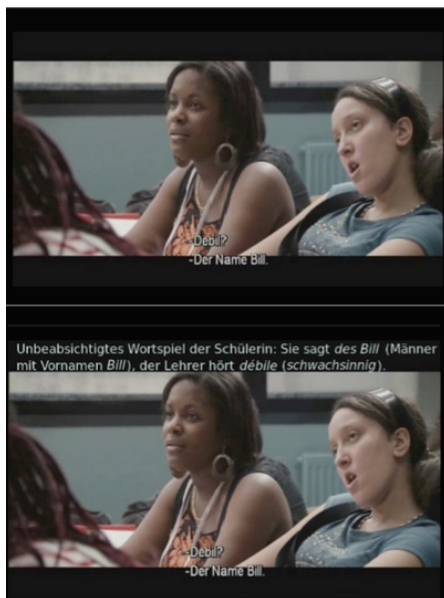 -Debil?
-Der Name Bill.
Unbeabsichtigtes Wortspiel der Schülerin: Sie sagt des Bill (Männer
mit Vornamen Bill), der Lehrer hört débile (schwachsinnig).
-Debil?
-Der Name Bill.